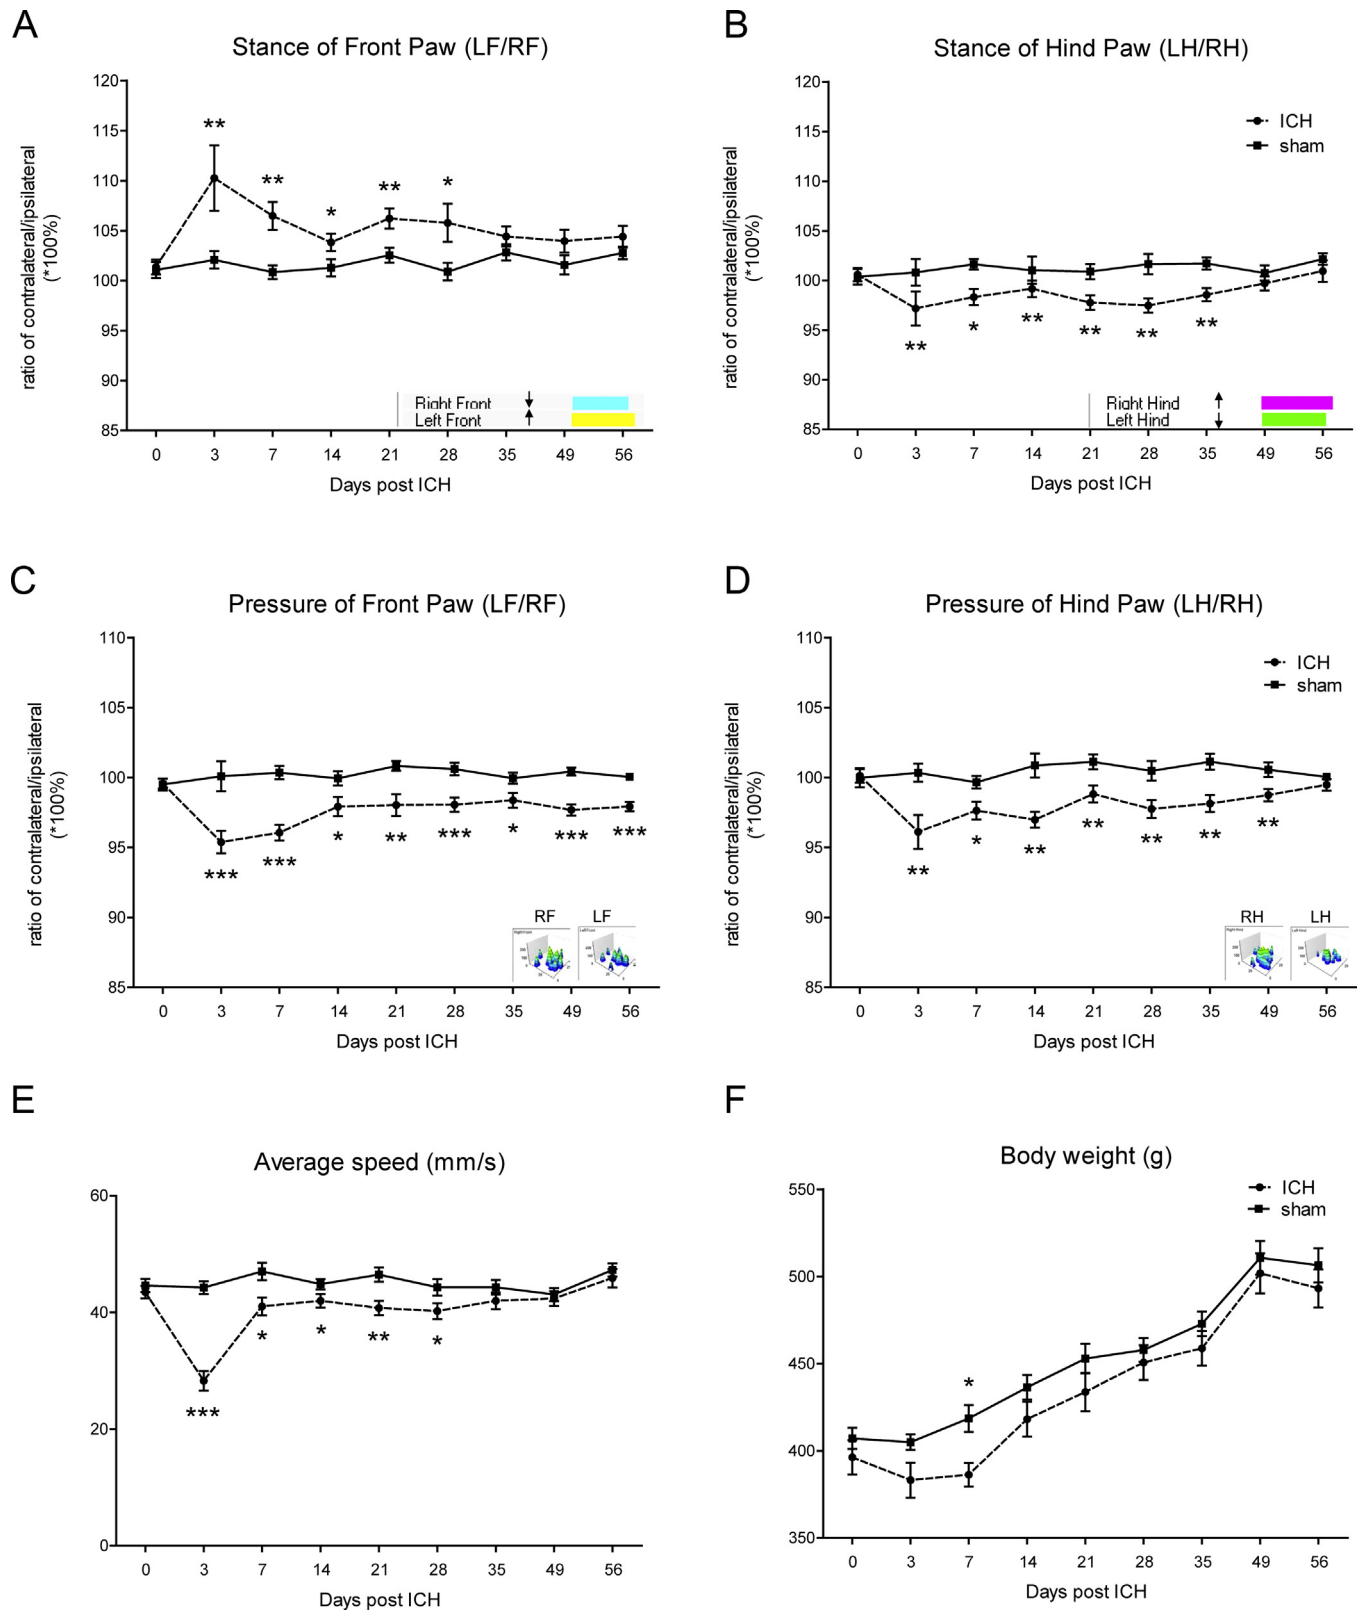 A
Stance of Front Paw (LF/RF)
ratio of contralateral/ipsilateral
(*100%)
120
115
110
105
100
95
90
85
**
**
*
**
*
Right Front
Left Front
0 3 7 14 21 28 35 49 56
Days post ICH
B
Stance of Hind Paw (LH/RH)
ratio of contralateral/ipsilateral
(*100%)
120
115
110
105
100
95
90
85
ICH
sham
**
*
**
**
**
**
Right Hind
Left Hind
0 3 7 14 21 28 35 49 56
Days post ICH
C
Pressure of Front Paw (LF/RF)
ratio of contralateral/ipsilateral
(*100%)
110
105
100
95
90
85
***
***
*
**
***
*
***
***
RF LF
0 3 7 14 21 28 35 49 56
Days post ICH
D
Pressure of Hind Paw (LH/RH)
ratio of contralateral/ipsilateral
(*100%)
110
105
100
95
90
85
ICH
sham
**
*
**
**
**
**
**
RH LH
0 3 7 14 21 28 35 49 56
Days post ICH
E
Average speed (mm/s)
60
40
20
0
***
*
*
**
*
0 3 7 14 21 28 35 49 56
Days post ICH
F
Body weight (g)
550
500
450
400
350
ICH
sham
*
0 3 7 14 21 28 35 49 56
Days post ICH